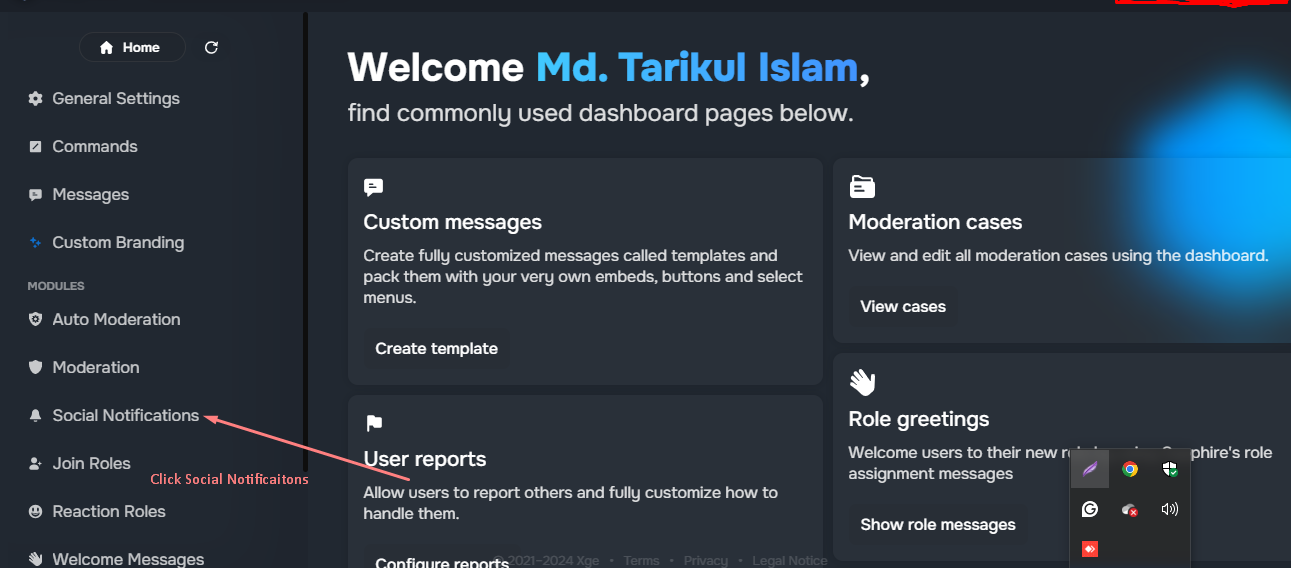 Home
General Settings
Commands
Messages
Custom Branding
MODULES
Auto Moderation
Moderation
Social Notifications
Join Roles
Click Social Notificaitons
Reaction Roles
Welcome Messages
Welcome Md. Tarikul Islam,
find commonly used dashboard pages below.
Custom messages
Create fully customized messages called templates and
pack them with your very own embeds, buttons and select
menus.
Create template
Moderation cases
View and edit all moderation cases using the dashboard.
View cases
User reports
Allow users to report others and fully customize how to
handle them.
Configure reports
Role greetings
Welcome users to their new phire's role
assignment messages
Show role messages
© 2021–2024 Xge • Terms • Privacy • Legal Notice